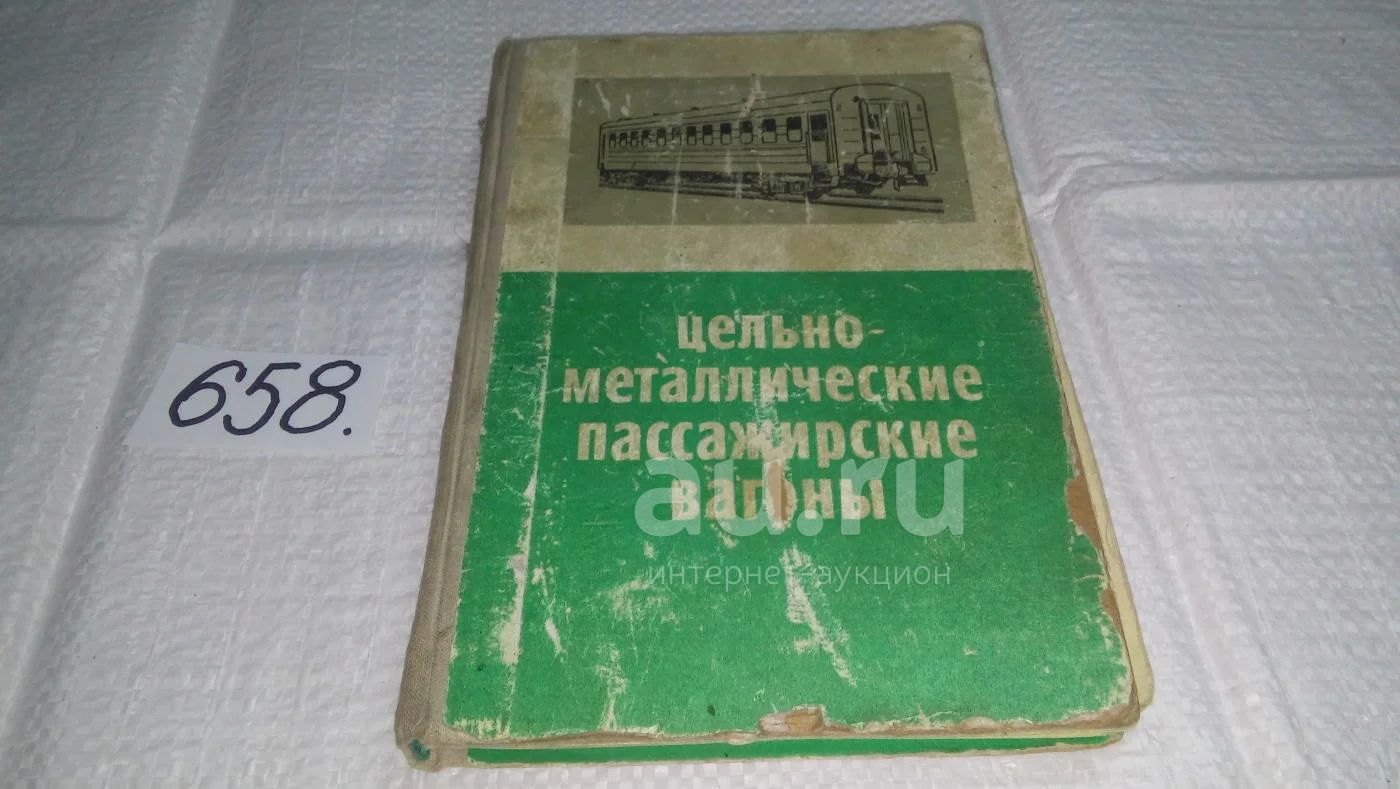 658.
цельно-
металлические
пассажирские
вагоны
au.ru
интернет-аукцион